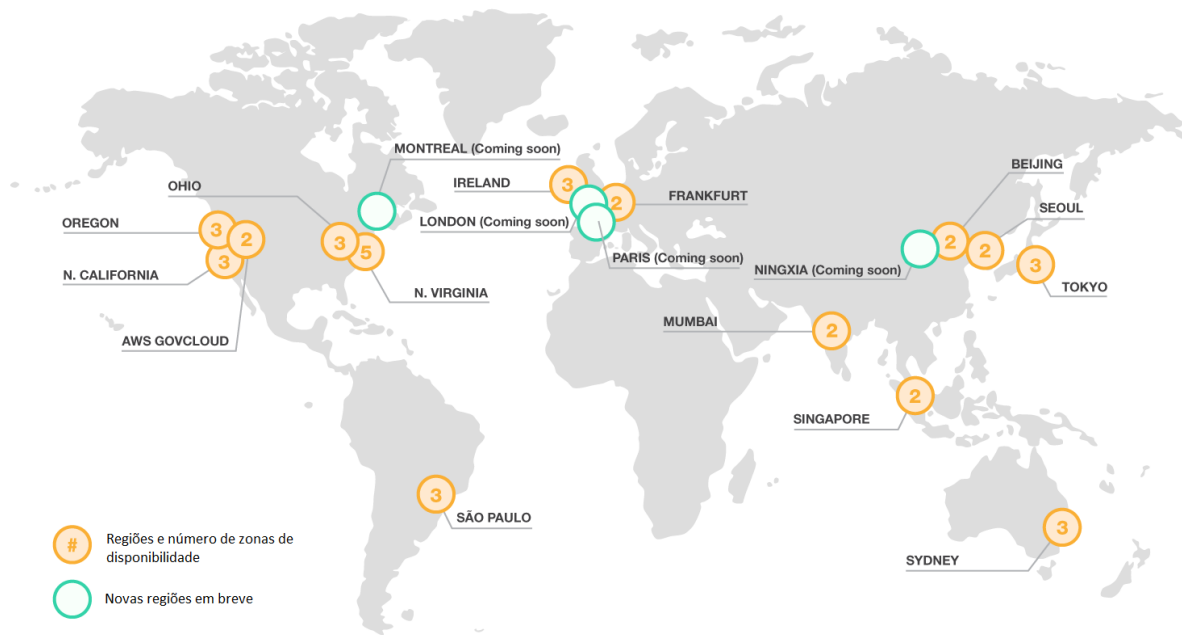 MONTREAL (Coming soon)
OHIO
OREGON
3
2
3
N. CALIFORNIA
AWS GOVCLOUD
3
5
N. VIRGINIA
IRELAND
3
LONDON (Coming soon)
2
FRANKFURT
PARIS (Coming soon)
BEIJING
SEOUL
2
2
NINGXIA (Coming soon)
3
TOKYO
MUMBAI
2
2
SINGAPORE
3
SÃO PAULO
3
SYDNEY
#
Regiões e número de zonas de
disponibilidade
Novas regiões em breve